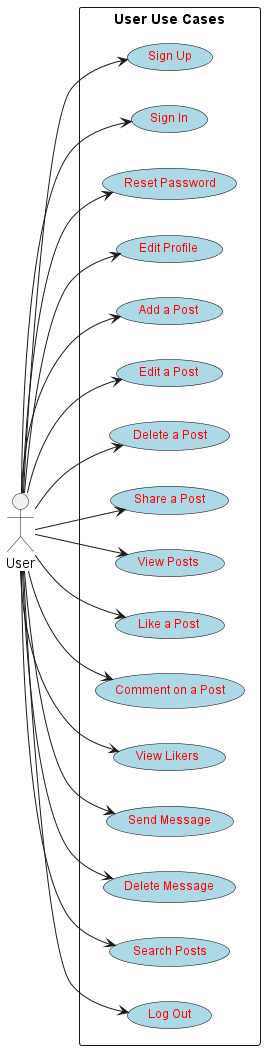 User Use Cases
Sign Up
Sign In
Reset Password
Edit Profile
Add a Post
Edit a Post
Delete a Post
Share a Post
User
View Posts
Like a Post
Comment on a Post
View Likers
Send Message
Delete Message
Search Posts
Log Out